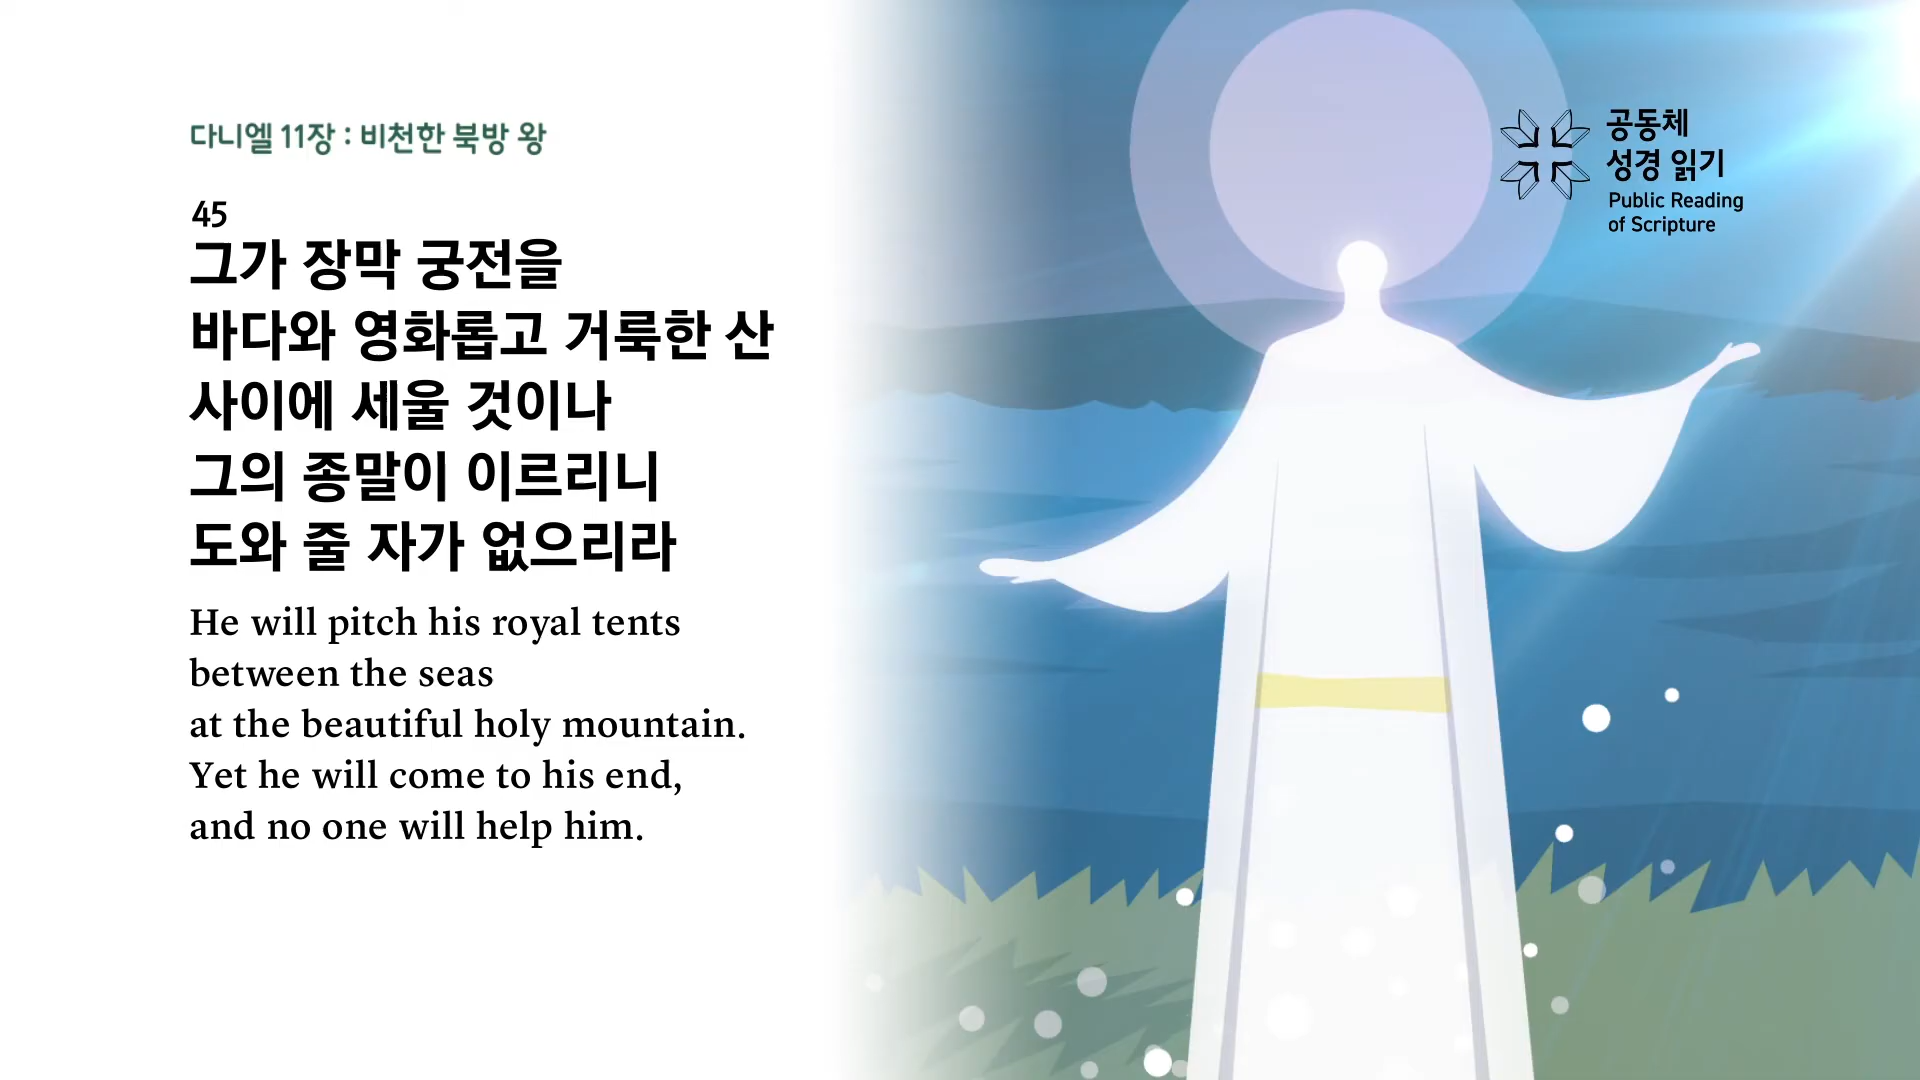 다니엘 11장 : 비천한 북방 왕
45
그가 장막 궁전을
바다와 영화롭고 거룩한 산
사이에 세울 것이나
그의 종말이 이르리니
도와 줄 자가 없으리라
He will pitch his royal tents
between the seas
at the beautiful holy mountain.
Yet he will come to his end,
and no one will help him.
공동체
성경 읽기
Public Reading
of Scripture